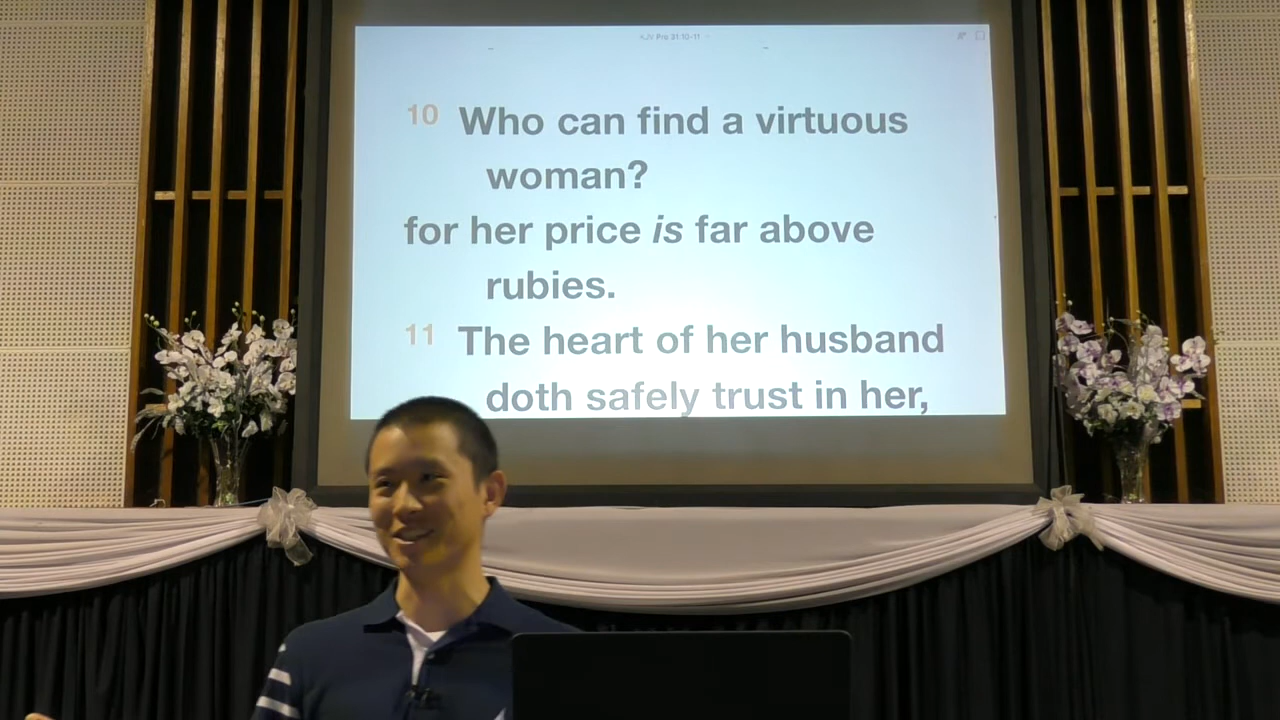 KJV Pro 31:10-11
10 Who can find a virtuous
woman?
for her price is far above
rubies.
11 The heart of her husband
doth safely trust in her,